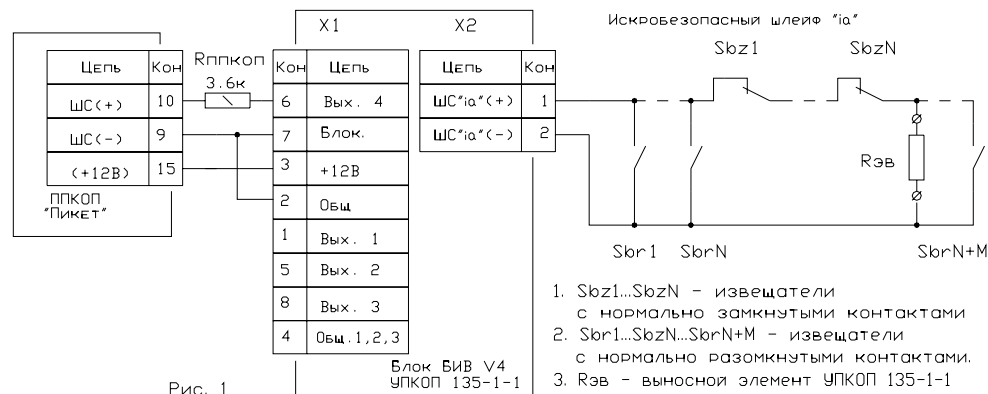 X1
X2
Искробезопасный шлейф "ia"
Sbz1
SbzN
Цепь
Кон
Rппкоп
3.6к
Кон
Цепь
Цепь
Кон
ШС(+)
10
6
Вых. 4
ШС"ia"(+)
1
ШС(-)
9
7
Блок.
ШС"ia"(-)
2
(+12В)
15
3
+12В
Rэв
ППКОП
"Пикет"
2
Общ
1
Вых. 1
Sbr1
SbrN
SbrN+M
5
Вых. 2
8
Вых. 3
4
Общ.1,2,3
1. Sbz1...SbzN - извещатели
с нормально замкнутыми контактами
2. Sbr1...SbzN...SbrN+M - извещатели
с нормально разомкнутыми контактами.
3. Rэв - выносной элемент УПКОП 135-1-1
Блок БИВ V4
УПКОП 135-1-1
Рис. 1